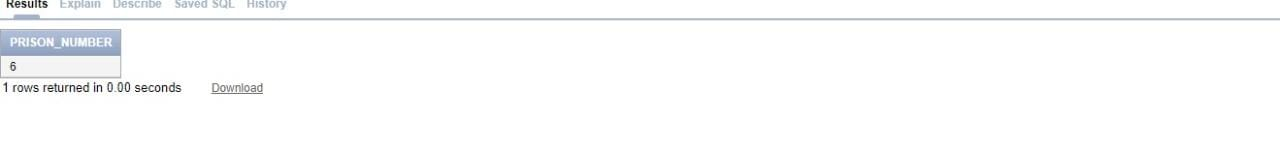 Results Explain Describe Saved SQL History
PRISON_NUMBER
6
1 rows returned in 0.00 seconds Download